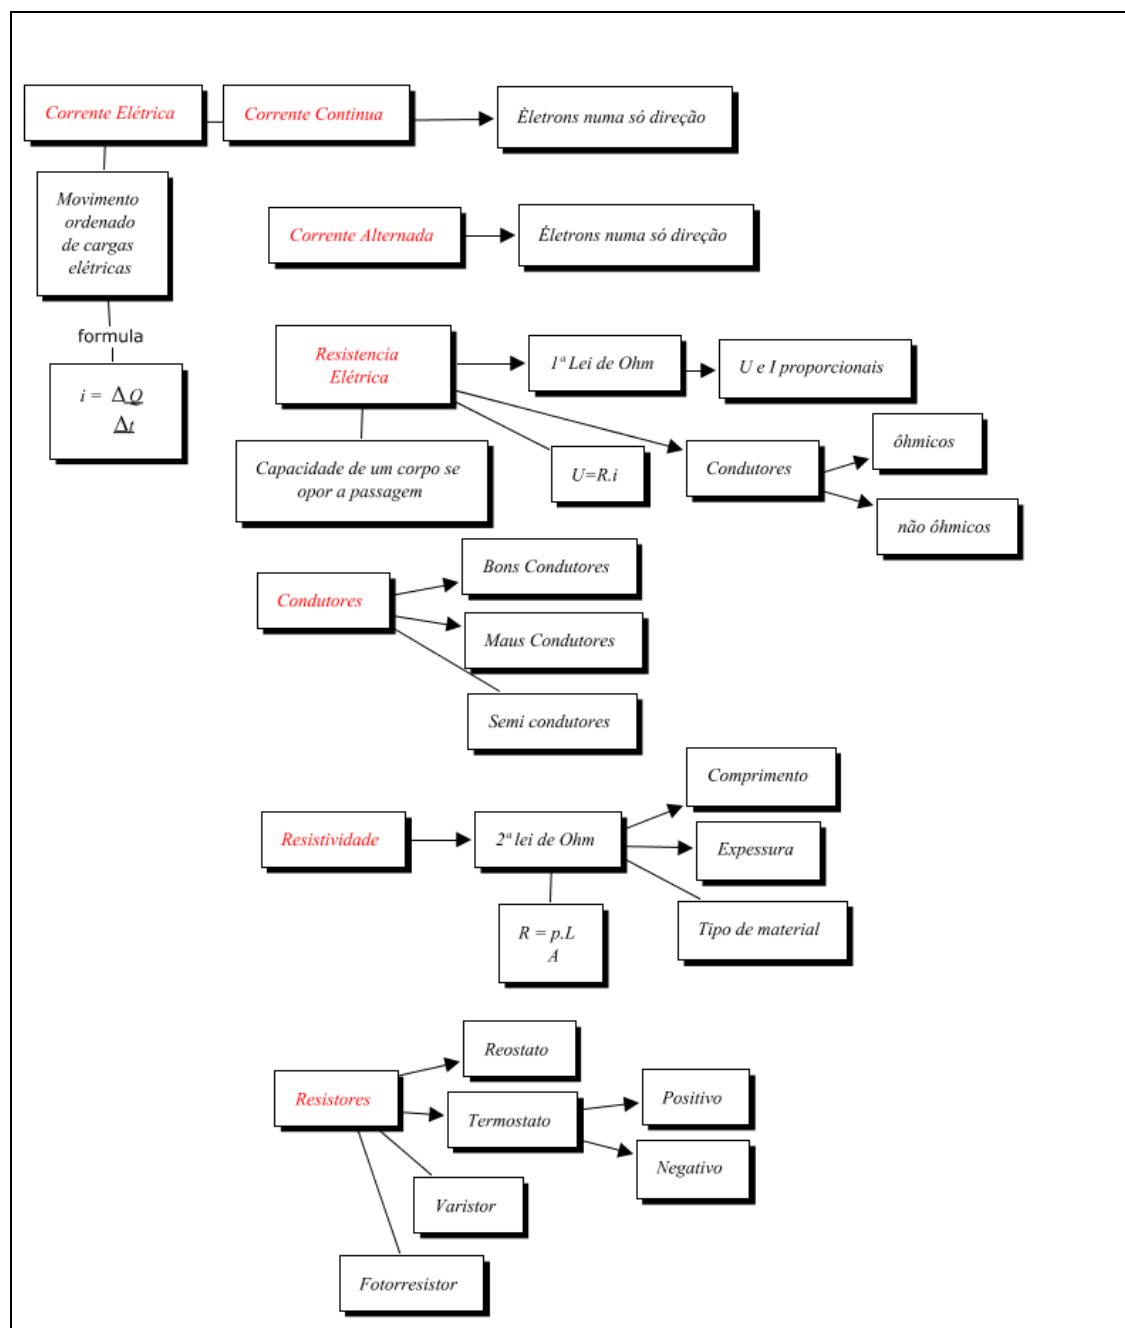 Corrente Elétrica
Corrente Continua
Èletrons numa só direção
Movimento
ordenado
de cargas
elétricas
Corrente Alternada
Életrons numa só direção
formula
i = Δ Q
Δt
Resistencia
Elétrica
1ª Lei de Ohm
U e I proporcionais
Capacidade de um corpo se
opor a passagem
U=R.i
Condutores
ôhmicos
não ôhmicos
Condutores
Bons Condutores
Maus Condutores
Semi condutores
Resistividade
2ª lei de Ohm
Comprimento
Expessura
Tipo de material
R = p.L
A
Resistores
Reostato
Termostato
Positivo
Negativo
Varistor
Fotorresistor